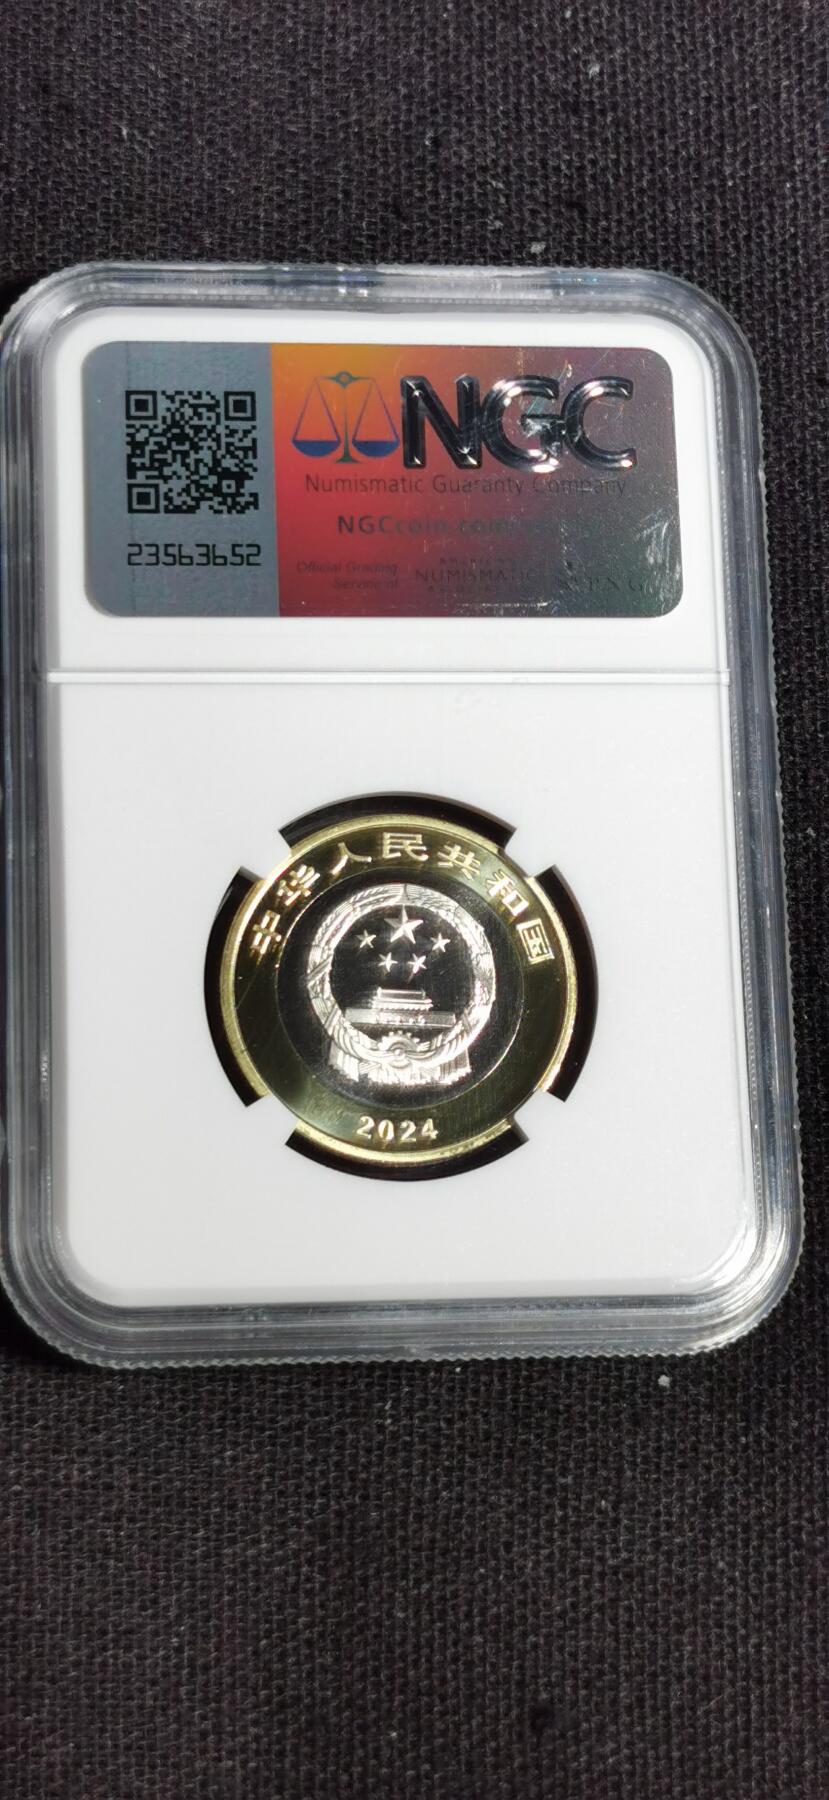 NGC
Numismatic Guaranty Company
NGCcoin.com
23563652
Official Grading
Service of
NUMISMATIC
PNG
中华人民共和国
2024